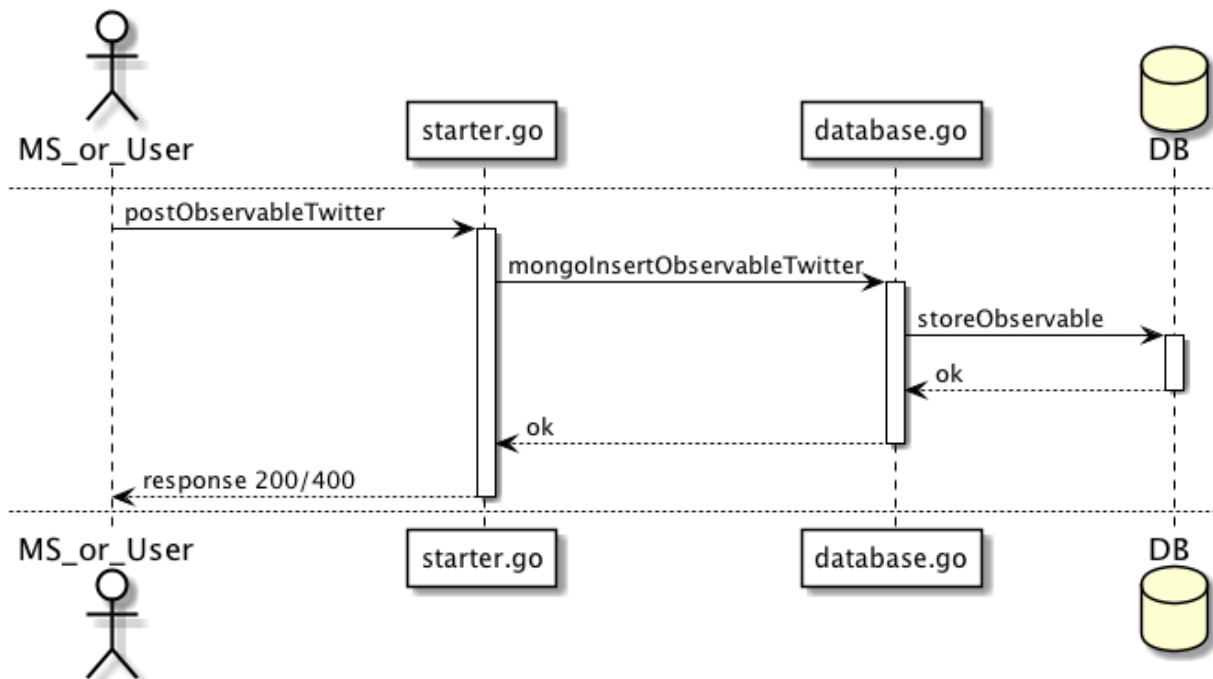 MS_or_User
starter.go
database.go
DB
postObservableTwitter
mongoInsertObservableTwitter
storeObservable
ok
ok
response 200/400
MS_or_User
starter.go
database.go
DB